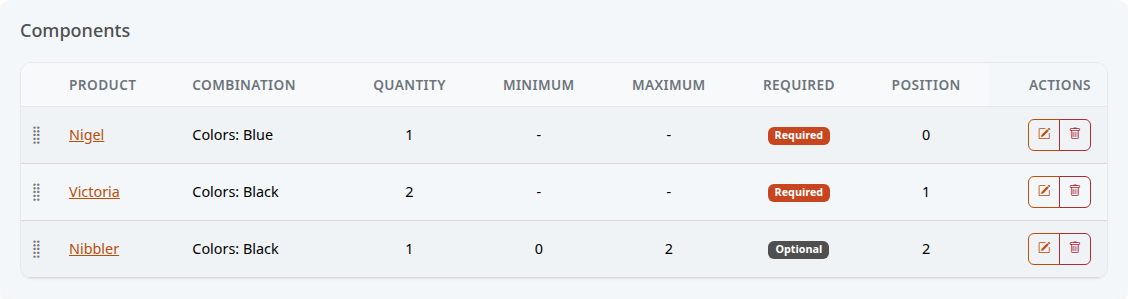 Components
PRODUCT COMBINATION QUANTITY MINIMUM MAXIMUM REQUIRED POSITION ACTIONS
Nigel Colors: Blue 1 - - Required 0
Victoria Colors: Black 2 - - Required 1
Nibbler Colors: Black 1 0 2 Optional 2